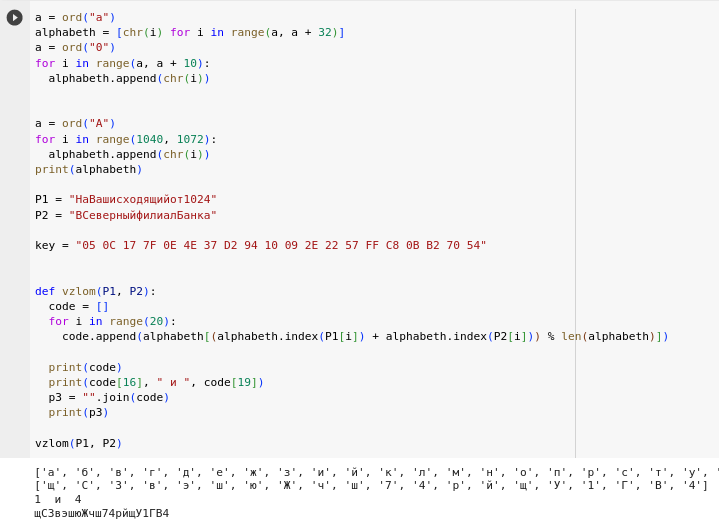 a = ord("а")
alphabeth = [chr(i) for i in range(a, a + 32)]
a = ord("0")
for i in range(a, a + 10):
  alphabeth.append(chr(i))
a = ord("А")
for i in range(1040, 1072):
  alphabeth.append(chr(i))
print(alphabeth)
P1 = "НаВашисходящийот1024"
P2 = "ВСеверныйфилиалБанка"
key = "05 0C 17 7F 0E 4E 37 D2 94 10 09 2E 22 57 FF C8 0B B2 70 54"
def vzlom(P1, P2):
  code = []
  for i in range(20):
    code.append(alphabeth[(alphabeth.index(P1[i]) + alphabeth.index(P2[i])) % len(alphabeth)])
  print(code)
  print(code[16], " и ", code[19])
  p3 = "".join(code)
  print(p3)
vzlom(P1, P2)
['а', 'б', 'в', 'г', 'д', 'е', 'ж', 'з', 'и', 'й', 'к', 'л', 'м', 'н', 'о', 'п', 'р', 'с', 'т', 'у',
['щ', 'С', 'З', 'в', 'э', 'ш', 'ю', 'Ж', 'ч', 'ш', '7', '4', 'р', 'й', 'щ', 'У', '1', 'Г', 'В', '4']
1  и  4
щСЗвэшюЖчш74рйщУ1ГВ4